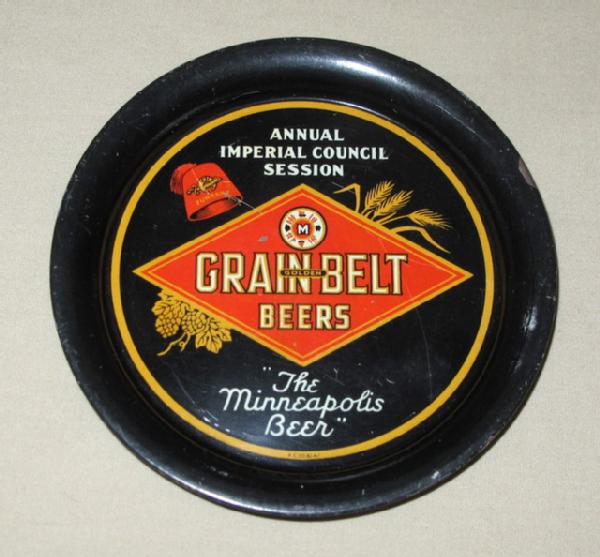 ANNUAL
IMPERIAL COUNCIL
SESSION
M
GRAIN BELT
GOLDEN
BEERS
"The
Minneapolis
Beer"